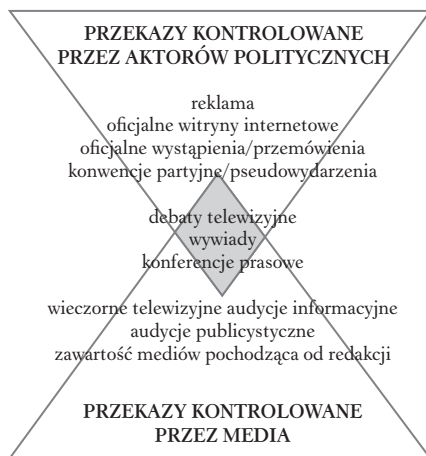 PRZEKAZY KONTROLOWANE
PRZEZ AKTORÓW POLITYCZNYCH
reklama
oficjalne witryny internetowe
oficjalne wystąpienia/przemówienia
konwencje partyjne/pseudowydarzenia
debaty telewizyjne
wywiady
konferencje prasowe
wieczorne telewizyjne audycje informacyjne
audycje publicystyczne
zawartość mediów pochodząca od redakcji
PRZEKAZY KONTROLOWANE
PRZEZ MEDIA